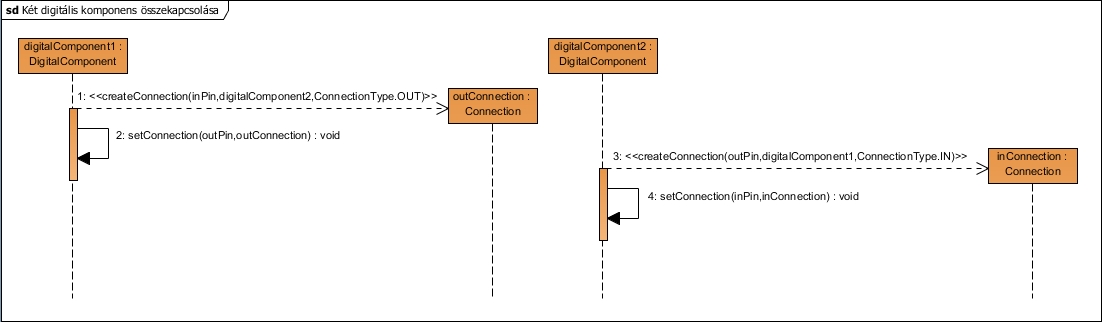 sd Két digitális komponens összekapcsolása
digitalComponent1 :
DigitalComponent
digitalComponent2 :
DigitalComponent
1: <<createConnection(inPin,digitalComponent2,ConnectionType.OUT)>>
outConnection :
Connection
2: setConnection(outPin,outConnection) : void
3: <<createConnection(outPin,digitalComponent1,ConnectionType.IN)>>
inConnection :
Connection
4: setConnection(inPin,inConnection) : void